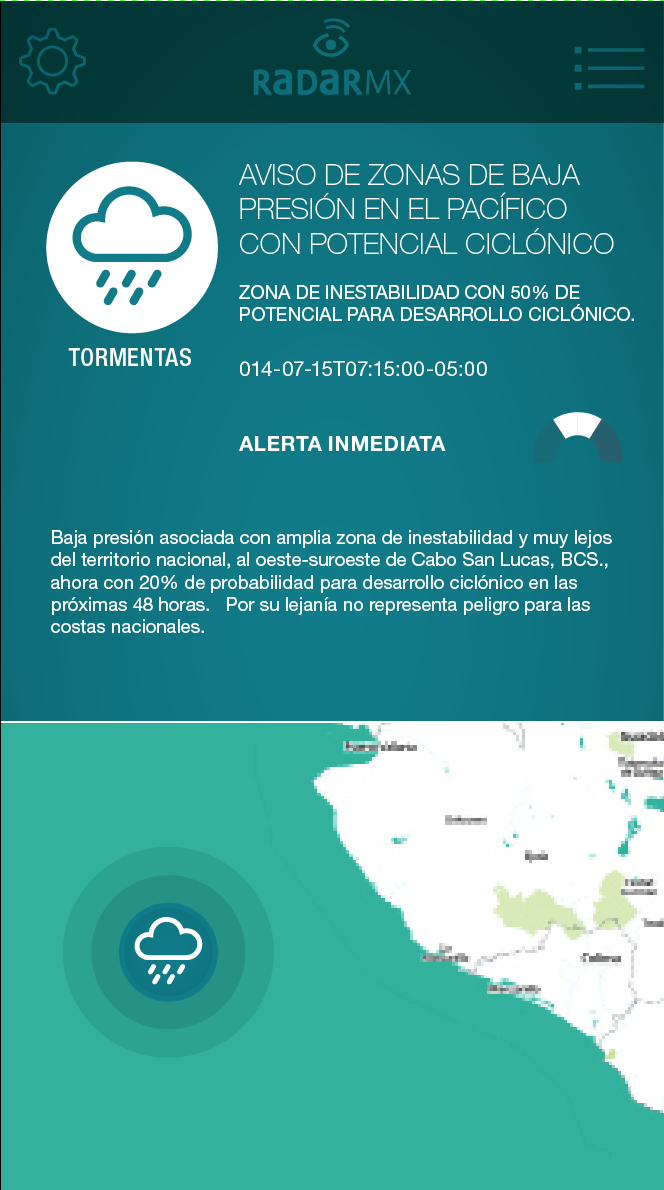 RADARMX
AVISO DE ZONAS DE BAJA
PRESIÓN EN EL PACÍFICO
CON POTENCIAL CICLÓNICO
ZONA DE INESTABILIDAD CON 50% DE
POTENCIAL PARA DESARROLLO CICLÓNICO.
TORMENTAS
014-07-15T07:15:00-05:00
ALERTA INMEDIATA
Baja presión asociada con amplia zona de inestabilidad y muy lejos
del territorio nacional, al oeste-suroeste de Cabo San Lucas, BCS.,
ahora con 20% de probabilidad para desarrollo ciclónico en las
próximas 48 horas.   Por su lejanía no representa peligro para las
costas nacionales.
Colima
Manzanillo